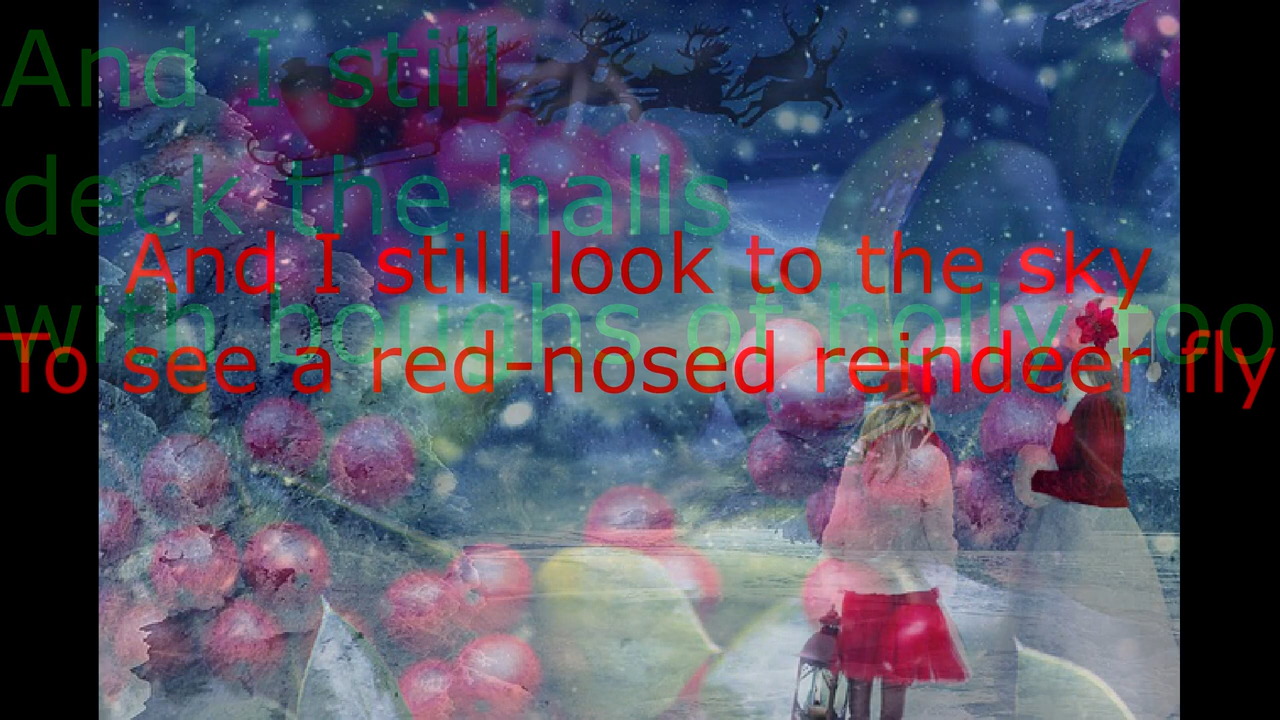 And I still
deck the halls
with boughs of holly too
And I still look to the sky
To see a red-nosed reindeer fly